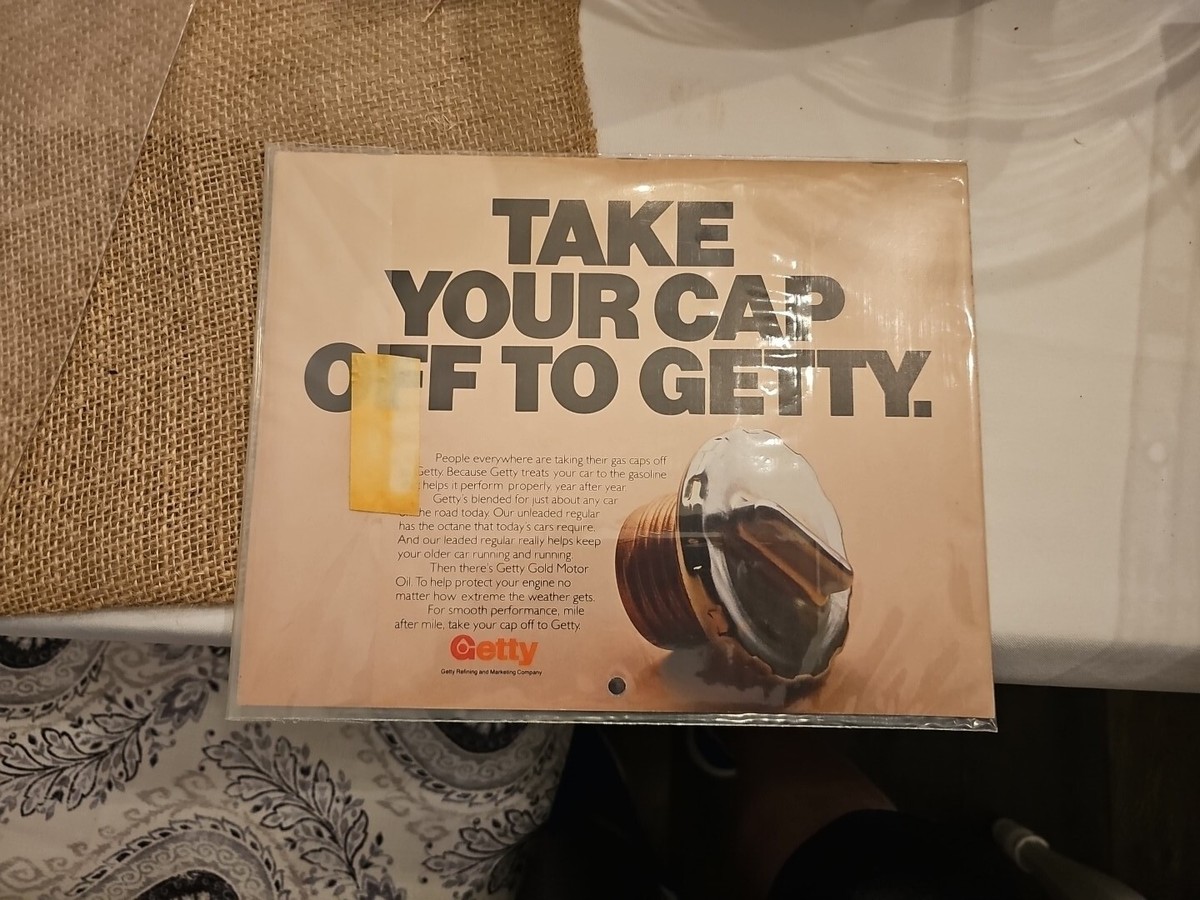 TAKE
YOUR CAP
OFF TO GETTY.
People everywhere are taking their gas caps off
Getty. Because Getty treats your car to the gasoline
helps it perform properly, year after year
Getty's blended for just about any car
the road today. Our unleaded regular
has the octane that today's cars require.
And our leaded regular really helps keep
your older car running and running
Then there's Getty Gold Motor
Oil. To help protect your engine no
matter how extreme the weather gets.
For smooth performance, mile
after mile, take your cap off to Getty.
Getty
Getty Refining and Marketing Company